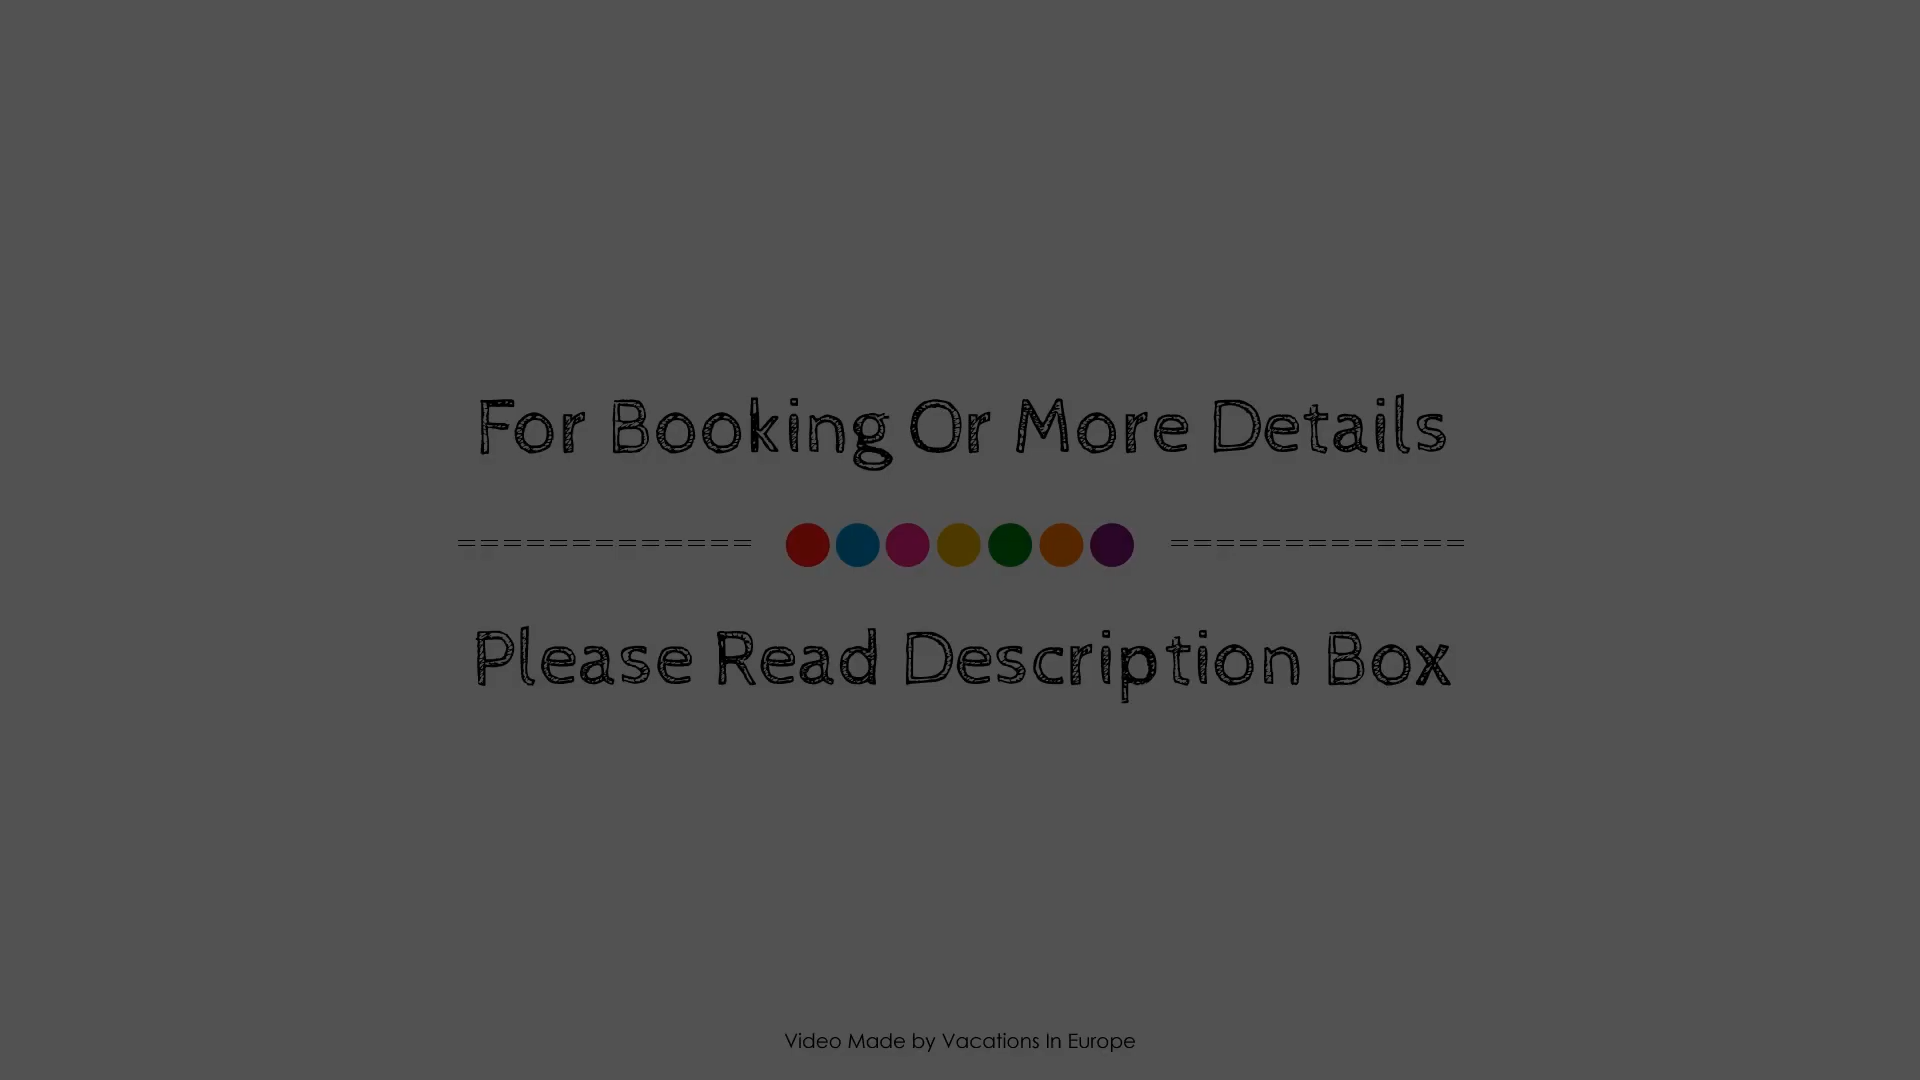 For Booking Or More Details
============= =============
Please Read Description Box
Video Made by Vacations In Europe